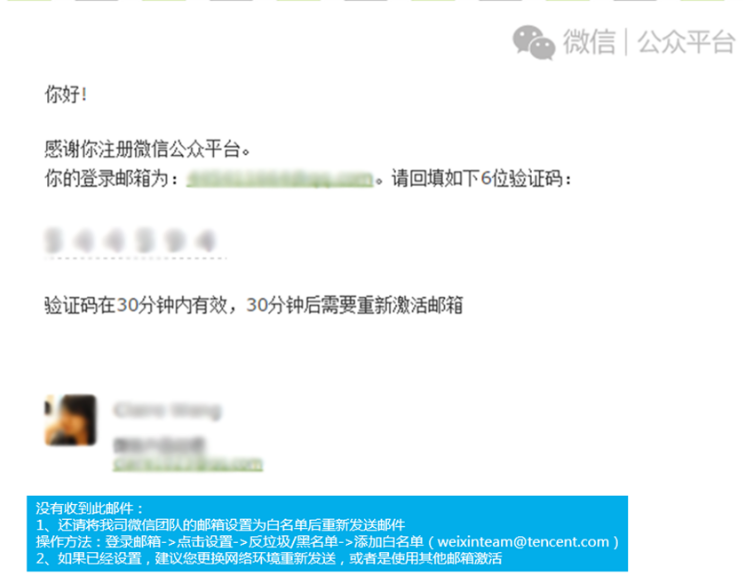 微信 | 公众平台
你好!
感谢你注册微信公众平台。
你的登录邮箱为: 。请回填如下6位验证码:
验证码在30分钟内有效，30分钟后需要重新激活邮箱
没有收到此邮件：
1、还请将我司微信团队的邮箱设置为白名单后重新发送邮件
操作方法：登录邮箱->点击设置->反垃圾/黑名单->添加白名单（weixinteam@tencent.com）
2、如果已经设置，建议您更换网络环境重新发送，或者是使用其他邮箱激活